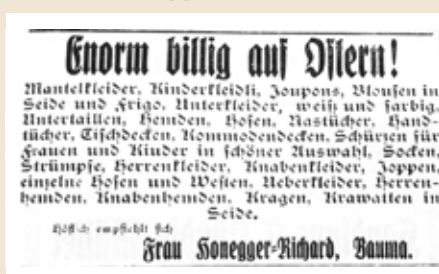 Enorm billig auf Ostern!
Mantelkleider, Kinderkleidli, Joupons, Blousen in
Seide und Frigo. Unterkleider, weiß und farbig,
Untertaillen, Hemden, Hosen, Nastücher, Hand-
tücher, Tischdecken, Kommodendecken, Schürzen für
Frauen und Kinder in schöner Auswahl, Socken,
Strümpfe, Herrenkleider, Knabenkleider, Joppen,
einzelne Hosen und Westen. Ueberkleider, Herren-
hemden, Knabenhemden, Kragen, Krawatten in
Seide.
Höflich empfiehlt sich
Frau Honegger-Richard, Bauma.